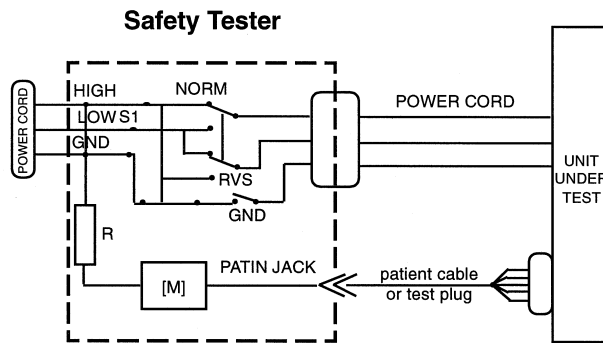 Safety Tester
HIGH
NORM
POWER CORD
LOW S1
GND
POWER CORD
RVS
GND
UNIT
UNDER
TEST
R
PATIN JACK
[M]
patient cable
or test plug